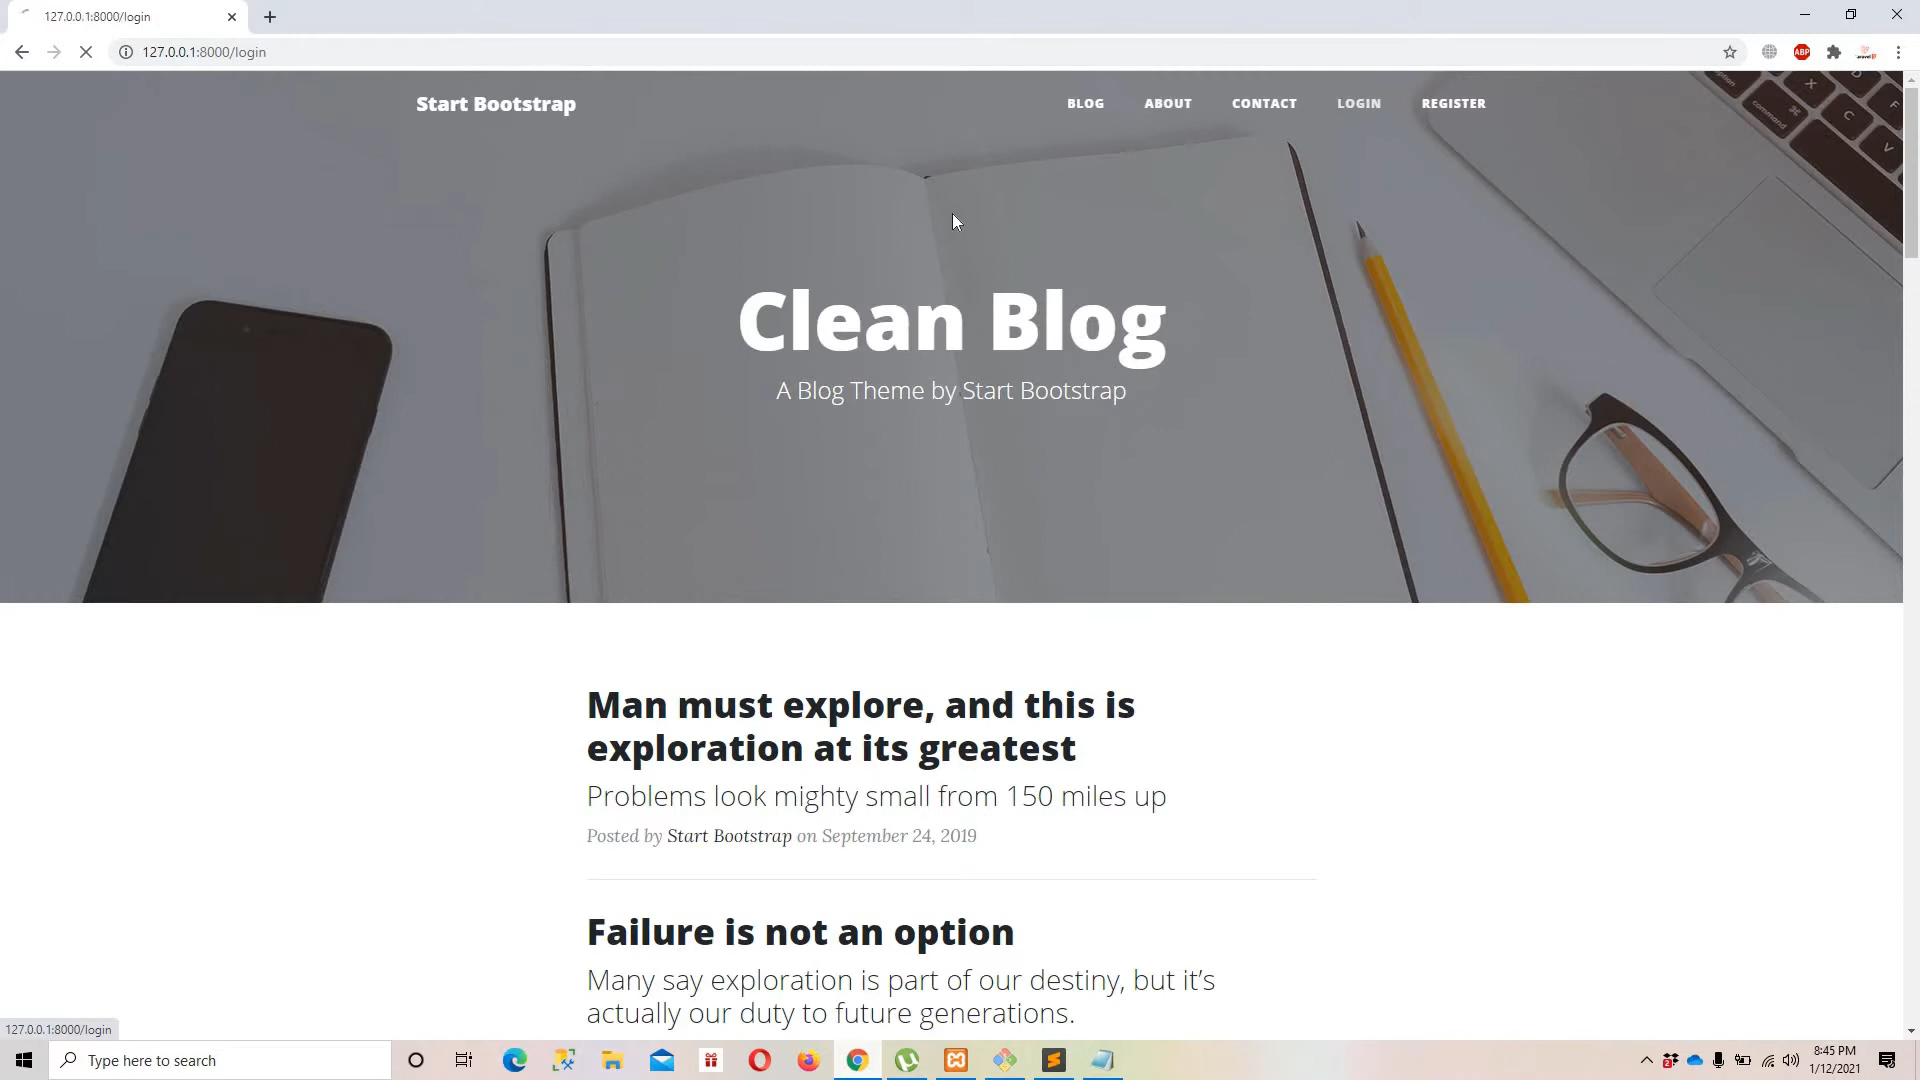 127.0.0.1:8000/login
127.0.0.1:8000/login
ABP
Start Bootstrap
BLOG ABOUT CONTACT LOGIN REGISTER
command
Clean Blog
A Blog Theme by Start Bootstrap
Man must explore, and this is
exploration at its greatest
Problems look mighty small from 150 miles up
Posted by Start Bootstrap on September 24, 2019
Failure is not an option
Many say exploration is part of our destiny, but it’s
actually our duty to future generations.
127.0.0.1:8000/login
Type here to search
8:45 PM
1/12/2021